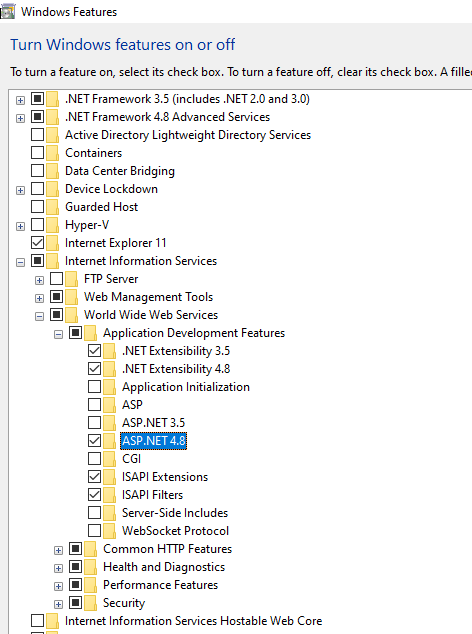 Windows Features
Turn Windows features on or off
To turn a feature on, select its check box. To turn a feature off, clear its check box. A fille
.NET Framework 3.5 (includes .NET 2.0 and 3.0)
.NET Framework 4.8 Advanced Services
Active Directory Lightweight Directory Services
Containers
Data Center Bridging
Device Lockdown
Guarded Host
Hyper-V
Internet Explorer 11
Internet Information Services
FTP Server
Web Management Tools
World Wide Web Services
Application Development Features
.NET Extensibility 3.5
.NET Extensibility 4.8
Application Initialization
ASP
ASP.NET 3.5
ASP.NET 4.8
CGI
ISAPI Extensions
ISAPI Filters
Server-Side Includes
WebSocket Protocol
Common HTTP Features
Health and Diagnostics
Performance Features
Security
Internet Information Services Hostable Web Core